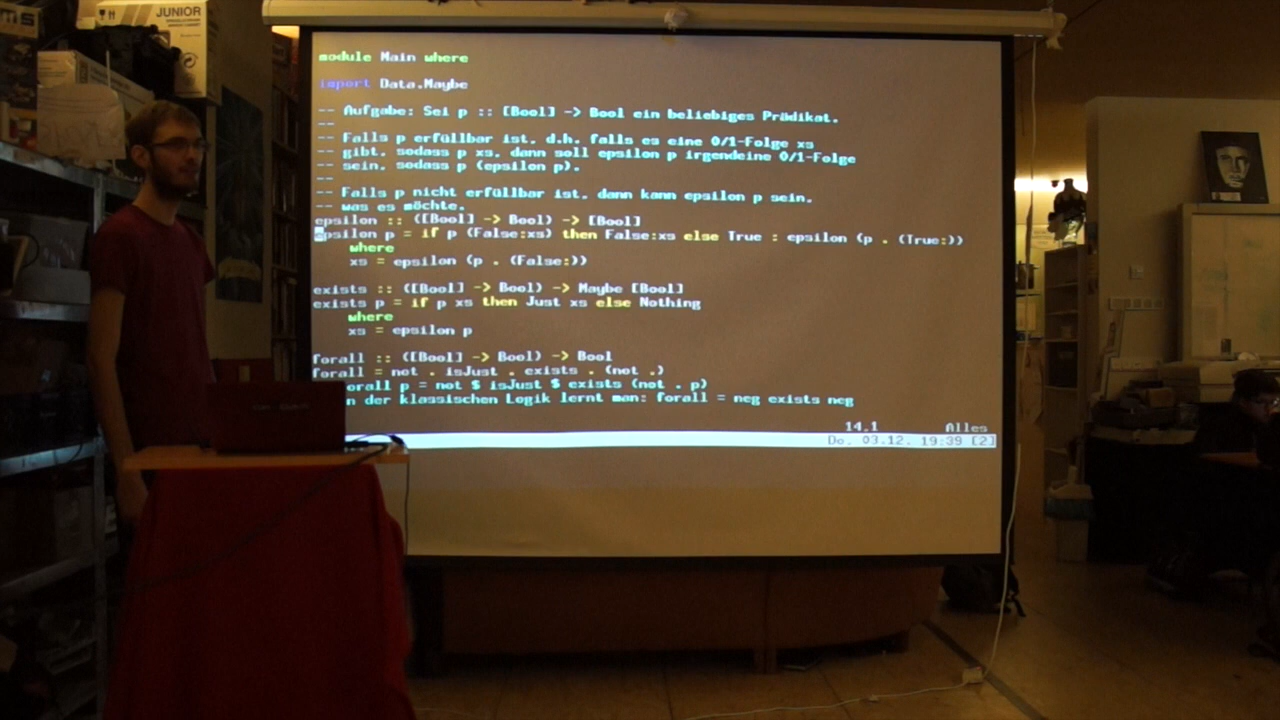 JUNIOR
module Main where
import Data.Maybe
-- Aufgabe: Sei p :: [Bool] -> Bool ein beliebiges Prädikat.
--
-- Falls p erfüllbar ist, d.h. falls es eine 0/1-Folge xs
-- gibt, sodass p xs, dann soll epsilon p irgendeine 0/1-Folge
-- sein, sodass p (epsilon p).
--
-- Falls p nicht erfüllbar ist, dann kann epsilon p sein,
-- was es möchte.
epsilon :: ([Bool] -> Bool) -> [Bool]
epsilon p = if p (False:xs) then False:xs else True : epsilon (p . (True:))
where
xs = epsilon (p . (False:))
exists :: ([Bool] -> Bool) -> Maybe [Bool]
exists p = if p xs then Just xs else Nothing
where
xs = epsilon p
forall :: ([Bool] -> Bool) -> Bool
forall = not . isJust . exists . (not .)
orall p = not $ isJust $ exists (not . p)
n der klassischen Logik lernt man: forall = neg exists neg
14,1 Alles
Do, 03.12. 19:39 [2]